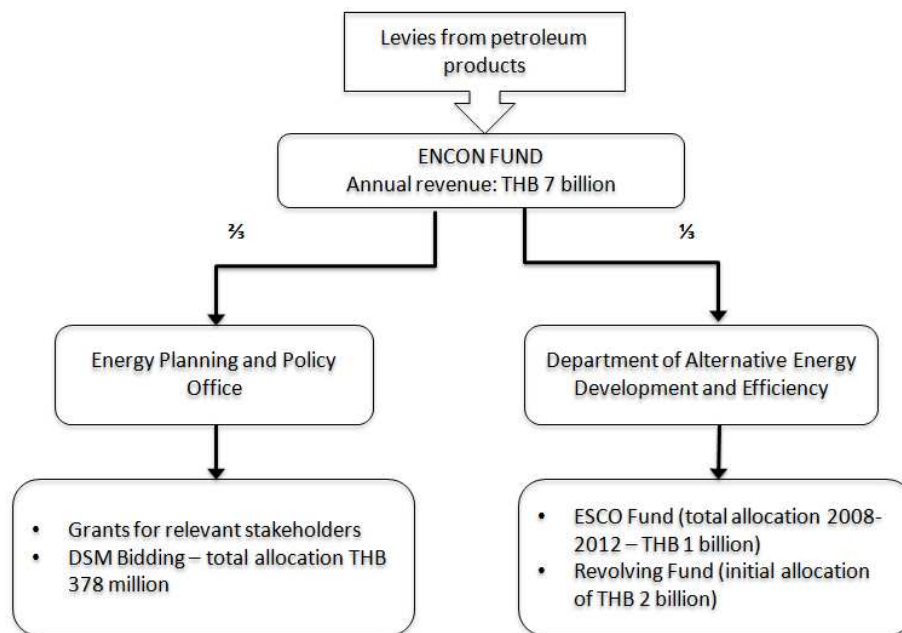 Levies from petroleum
products
ENCON FUND
Annual revenue: THB 7 billion
⅔
⅓
Energy Planning and Policy
Office
Department of Alternative Energy
Development and Efficiency
• Grants for relevant stakeholders
• DSM Bidding – total allocation THB
378 million
• ESCO Fund (total allocation 2008-
2012 – THB 1 billion)
• Revolving Fund (initial allocation
of THB 2 billion)